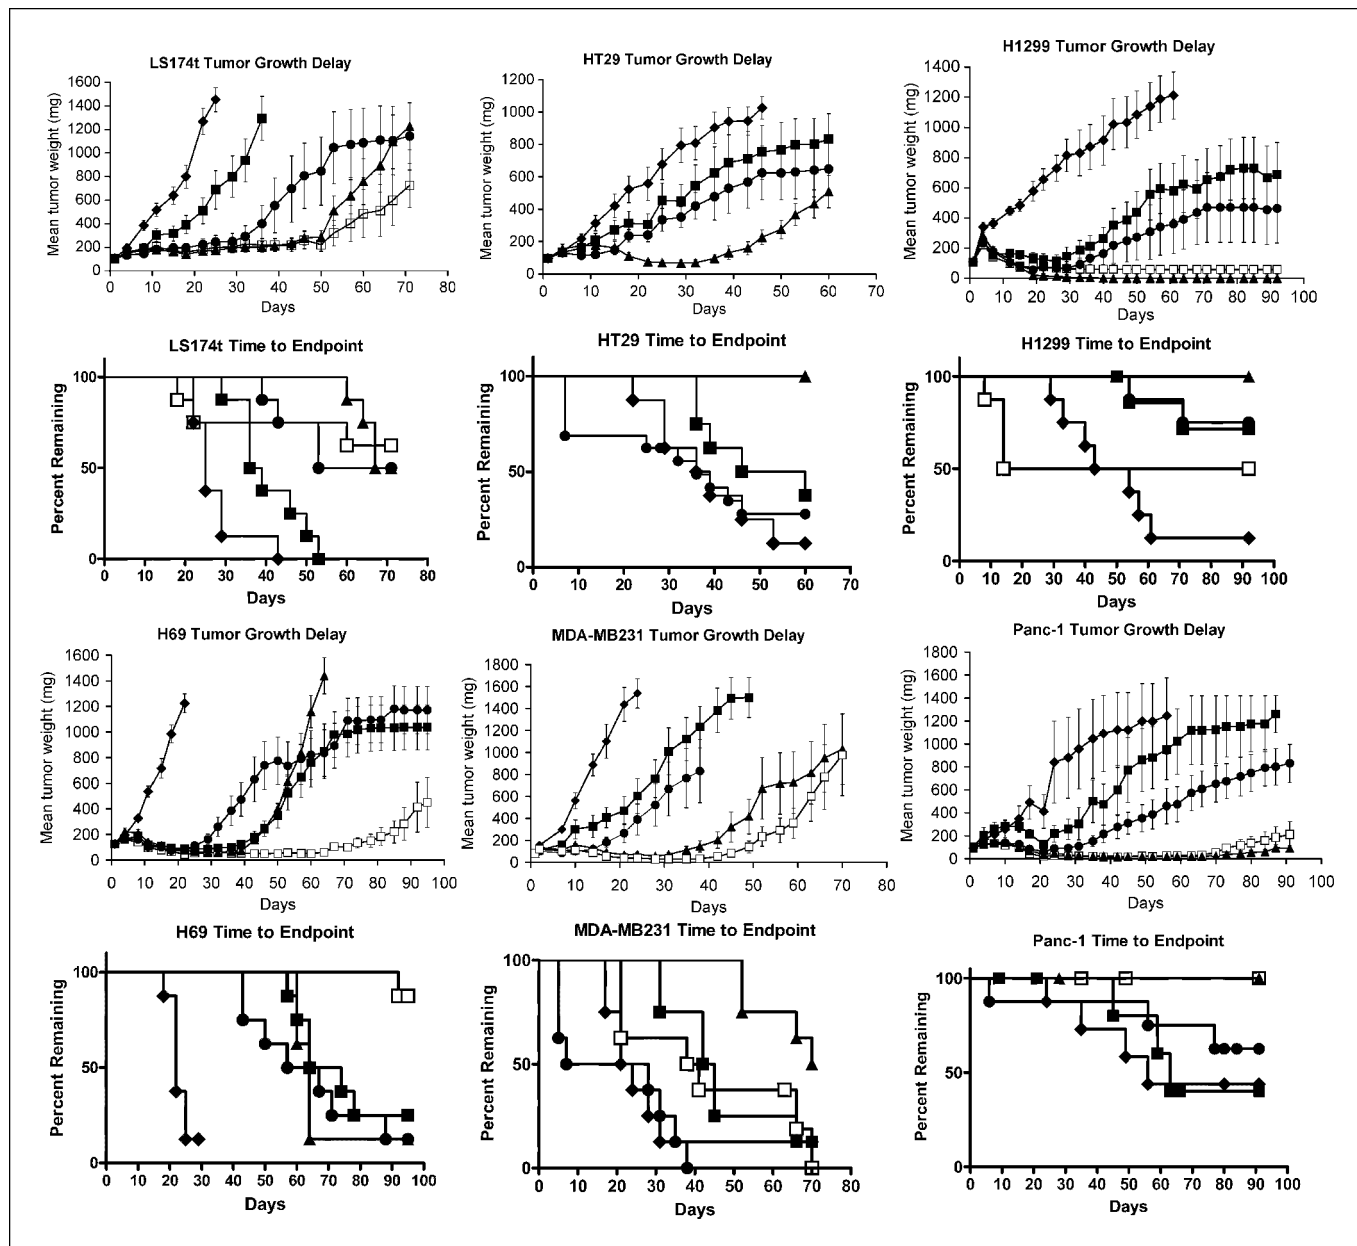 LS174t Tumor Growth Delay
Mean tumor weight (mg)
1600
1400
1200
1000
800
600
400
200
0
0 10 20 30 40 50 60 70 80
Days
HT29 Tumor Growth Delay
Mean tumor weight (mg)
1200
1000
800
600
400
200
0
0 10 20 30 40 50 60 70
Days
H1299 Tumor Growth Delay
Mean tumor weight (mg)
1400
1200
1000
800
600
400
200
0
0 10 20 30 40 50 60 70 80 90 100
Days
LS174t Time to Endpoint
Percent Remaining
100
50
0
0 10 20 30 40 50 60 70 80
Days
HT29 Time to Endpoint
Percent Remaining
100
50
0
0 10 20 30 40 50 60 70
Days
H1299 Time to Endpoint
Percent Remaining
100
50
0
0 10 20 30 40 50 60 70 80 90 100
Days
H69 Tumor Growth Delay
Mean tumor weight (mg)
1600
1400
1200
1000
800
600
400
200
0
0 10 20 30 40 50 60 70 80 90 100
Days
MDA-MB231 Tumor Growth Delay
Mean tumor weight (mg)
1800
1600
1400
1200
1000
800
600
400
200
0
0 10 20 30 40 50 60 70 80
Days
Panc-1 Tumor Growth Delay
Mean tumor weight (mg)
1800
1600
1400
1200
1000
800
600
400
200
0
0 10 20 30 40 50 60 70 80 90 100
Days
H69 Time to Endpoint
Percent Remaining
100
50
0
0 10 20 30 40 50 60 70 80 90 100
Days
MDA-MB231 Time to Endpoint
Percent Remaining
100
50
0
0 10 20 30 40 50 60 70 80
Days
Panc-1 Time to Endpoint
Percent Remaining
100
50
0
0 10 20 30 40 50 60 70 80 90 100
Days